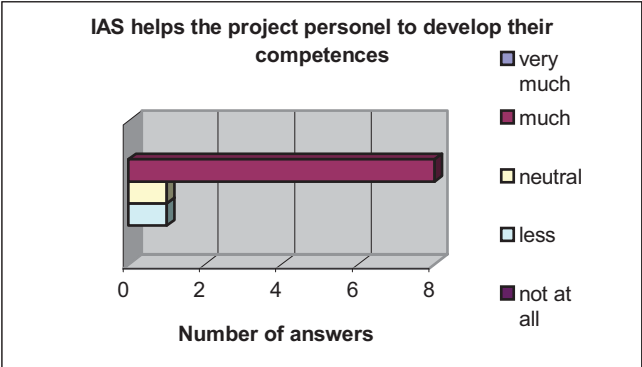 IAS helps the project personel to develop their
competences
very
much
much
neutral
less
not at
all
0 2 4 6 8
Number of answers